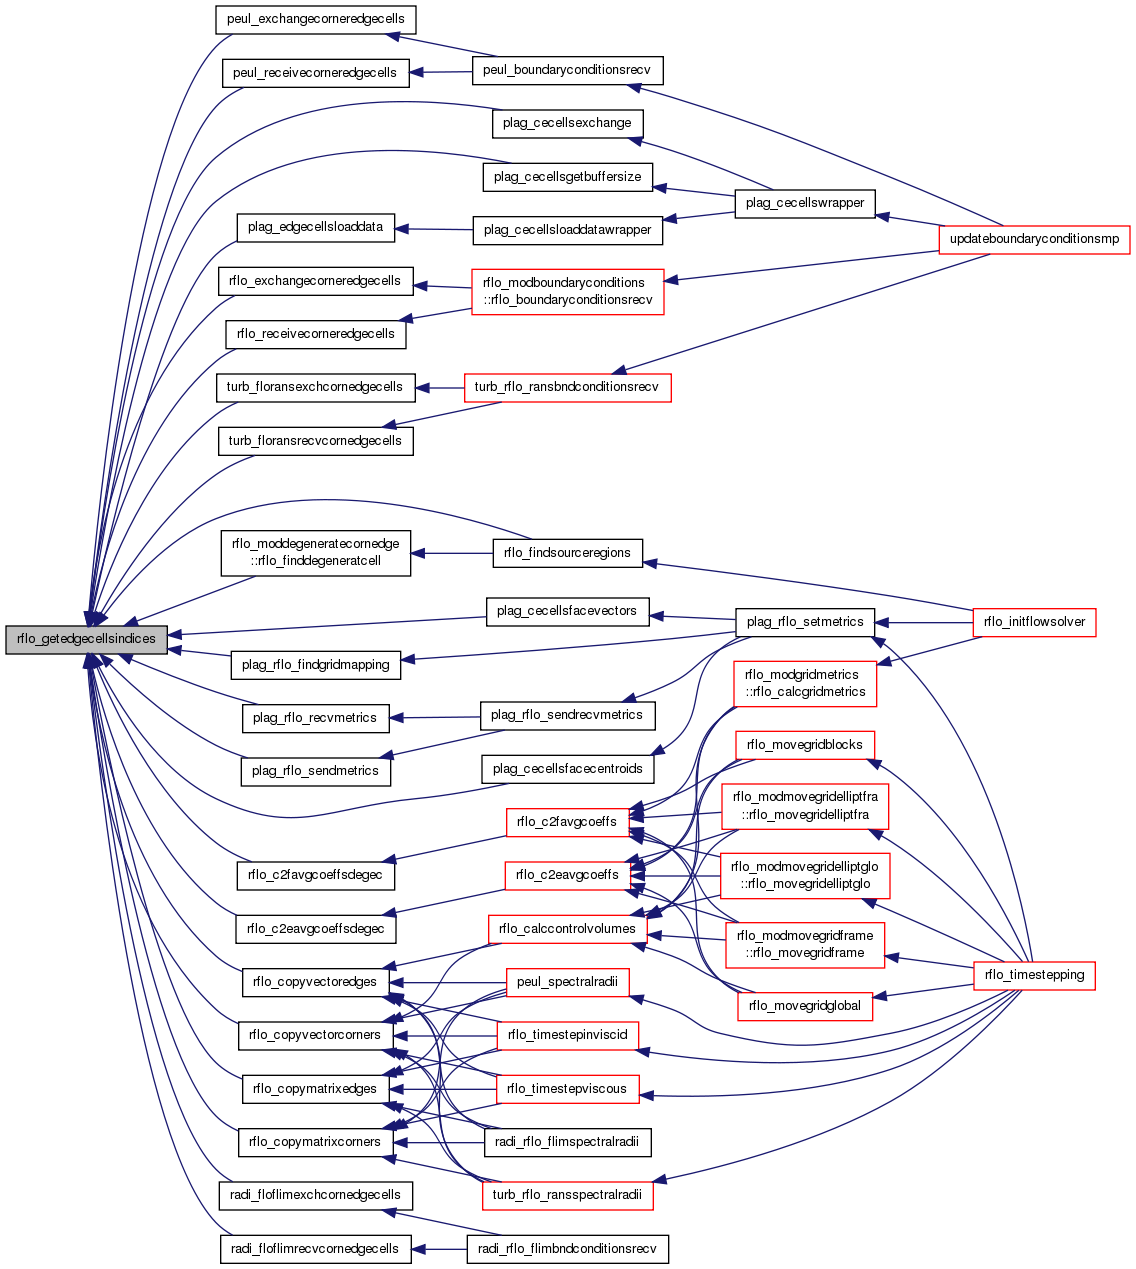 peul_exchangecorneredgecells
peul_receivecorneredgecells
peul_boundaryconditionsrecv
plag_cecellsexchange
plag_cecellsgetbuffersize
plag_cecellswrapper
plag_edgecellsloaddata
plag_cecellsloaddatawrapper
updateboundaryconditionsmp
rflo_exchangecorneredgecells
rflo_modboundaryconditions
::rflo_boundaryconditionsrecv
rflo_receivecorneredgecells
turb_floransexchcornedgecells
turb_rflo_ransbndconditionsrecv
turb_floransrecvcornedgecells
rflo_moddegeneratecornedge
::rflo_finddegeneratcell
rflo_findsourceregions
rflo_getedgecellsindices
plag_cecellsfacevectors
plag_rflo_setmetrics
rflo_initflowsolver
plag_rflo_findgridmapping
rflo_modgridmetrics
::rflo_calcgridmetrics
plag_rflo_recvmetrics
plag_rflo_sendrecvmetrics
rflo_movegridblocks
plag_rflo_sendmetrics
plag_cecellsfacecentroids
rflo_modmovegridelliptfra
::rflo_movegridelliptfra
rflo_c2favgcoeffs
rflo_c2favgcoeffsdegec
rflo_c2eavgcoeffs
rflo_modmovegridelliptglo
::rflo_movegridelliptglo
rflo_c2eavgcoeffsdegec
rflo_calccontrolvolumes
rflo_modmovegridframe
::rflo_movegridframe
rflo_copyvectoredges
peul_spectralradii
rflo_timestepping
rflo_movegridglobal
rflo_copyvectorcorners
rflo_timestepinviscid
rflo_copymatrixedges
rflo_timestepviscous
rflo_copymatrixcorners
radi_rflo_flimspectralradii
radi_floflimexchcornedgecells
turb_rflo_ransspectralradii
radi_floflimrecvcornedgecells
radi_rflo_flimbndconditionsrecv